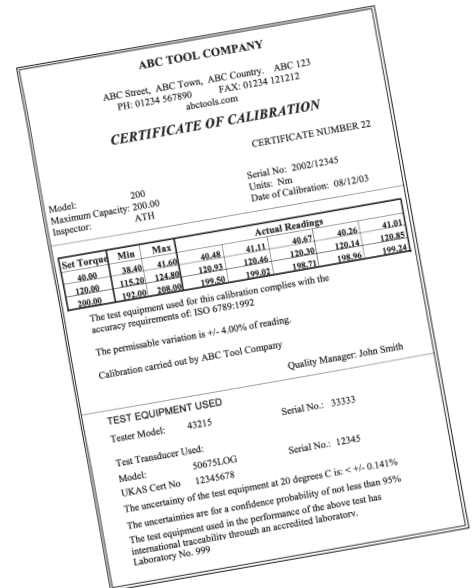 ABC TOOL COMPANY
ABC Street, ABC Town, ABC Country. ABC 123
PH: 01234 567890 FAX: 01234 121212
abctools.com
CERTIFICATE OF CALIBRATION
CERTIFICATE NUMBER 22
Model: 200 Serial No: 2002/12345
Maximum Capacity: 200.00 Units: Nm
Inspector: ATH Date of Calibration: 08/12/03
Set Torque Min Max Actual Readings
40.00 38.40 41.60 40.48 41.11 40.67 40.26 41.01
120.00 115.20 124.80 120.93 120.46 120.30 120.14 120.85
200.00 192.00 208.00 199.50 199.02 198.71 198.96 199.24
The test equipment used for this calibration complies with the
accuracy requirements of: ISO 6789:1992
The permissable variation is +/- 4.00% of reading.
Calibration carried out by ABC Tool Company
Quality Manager: John Smith
TEST EQUIPMENT USED
Tester Model: 43215 Serial No.: 33333
Test Transducer Used:
Model: 50675LOG Serial No.: 12345
UKAS Cert No 12345678
The uncertainty of the test equipment at 20 degrees C is: < +/- 0.141%
The uncertainties are for a confidence probability of not less than 95%
The test equipment used in the performance of the above test has
international traceability through an accredited laboratory.
Laboratory No. 999